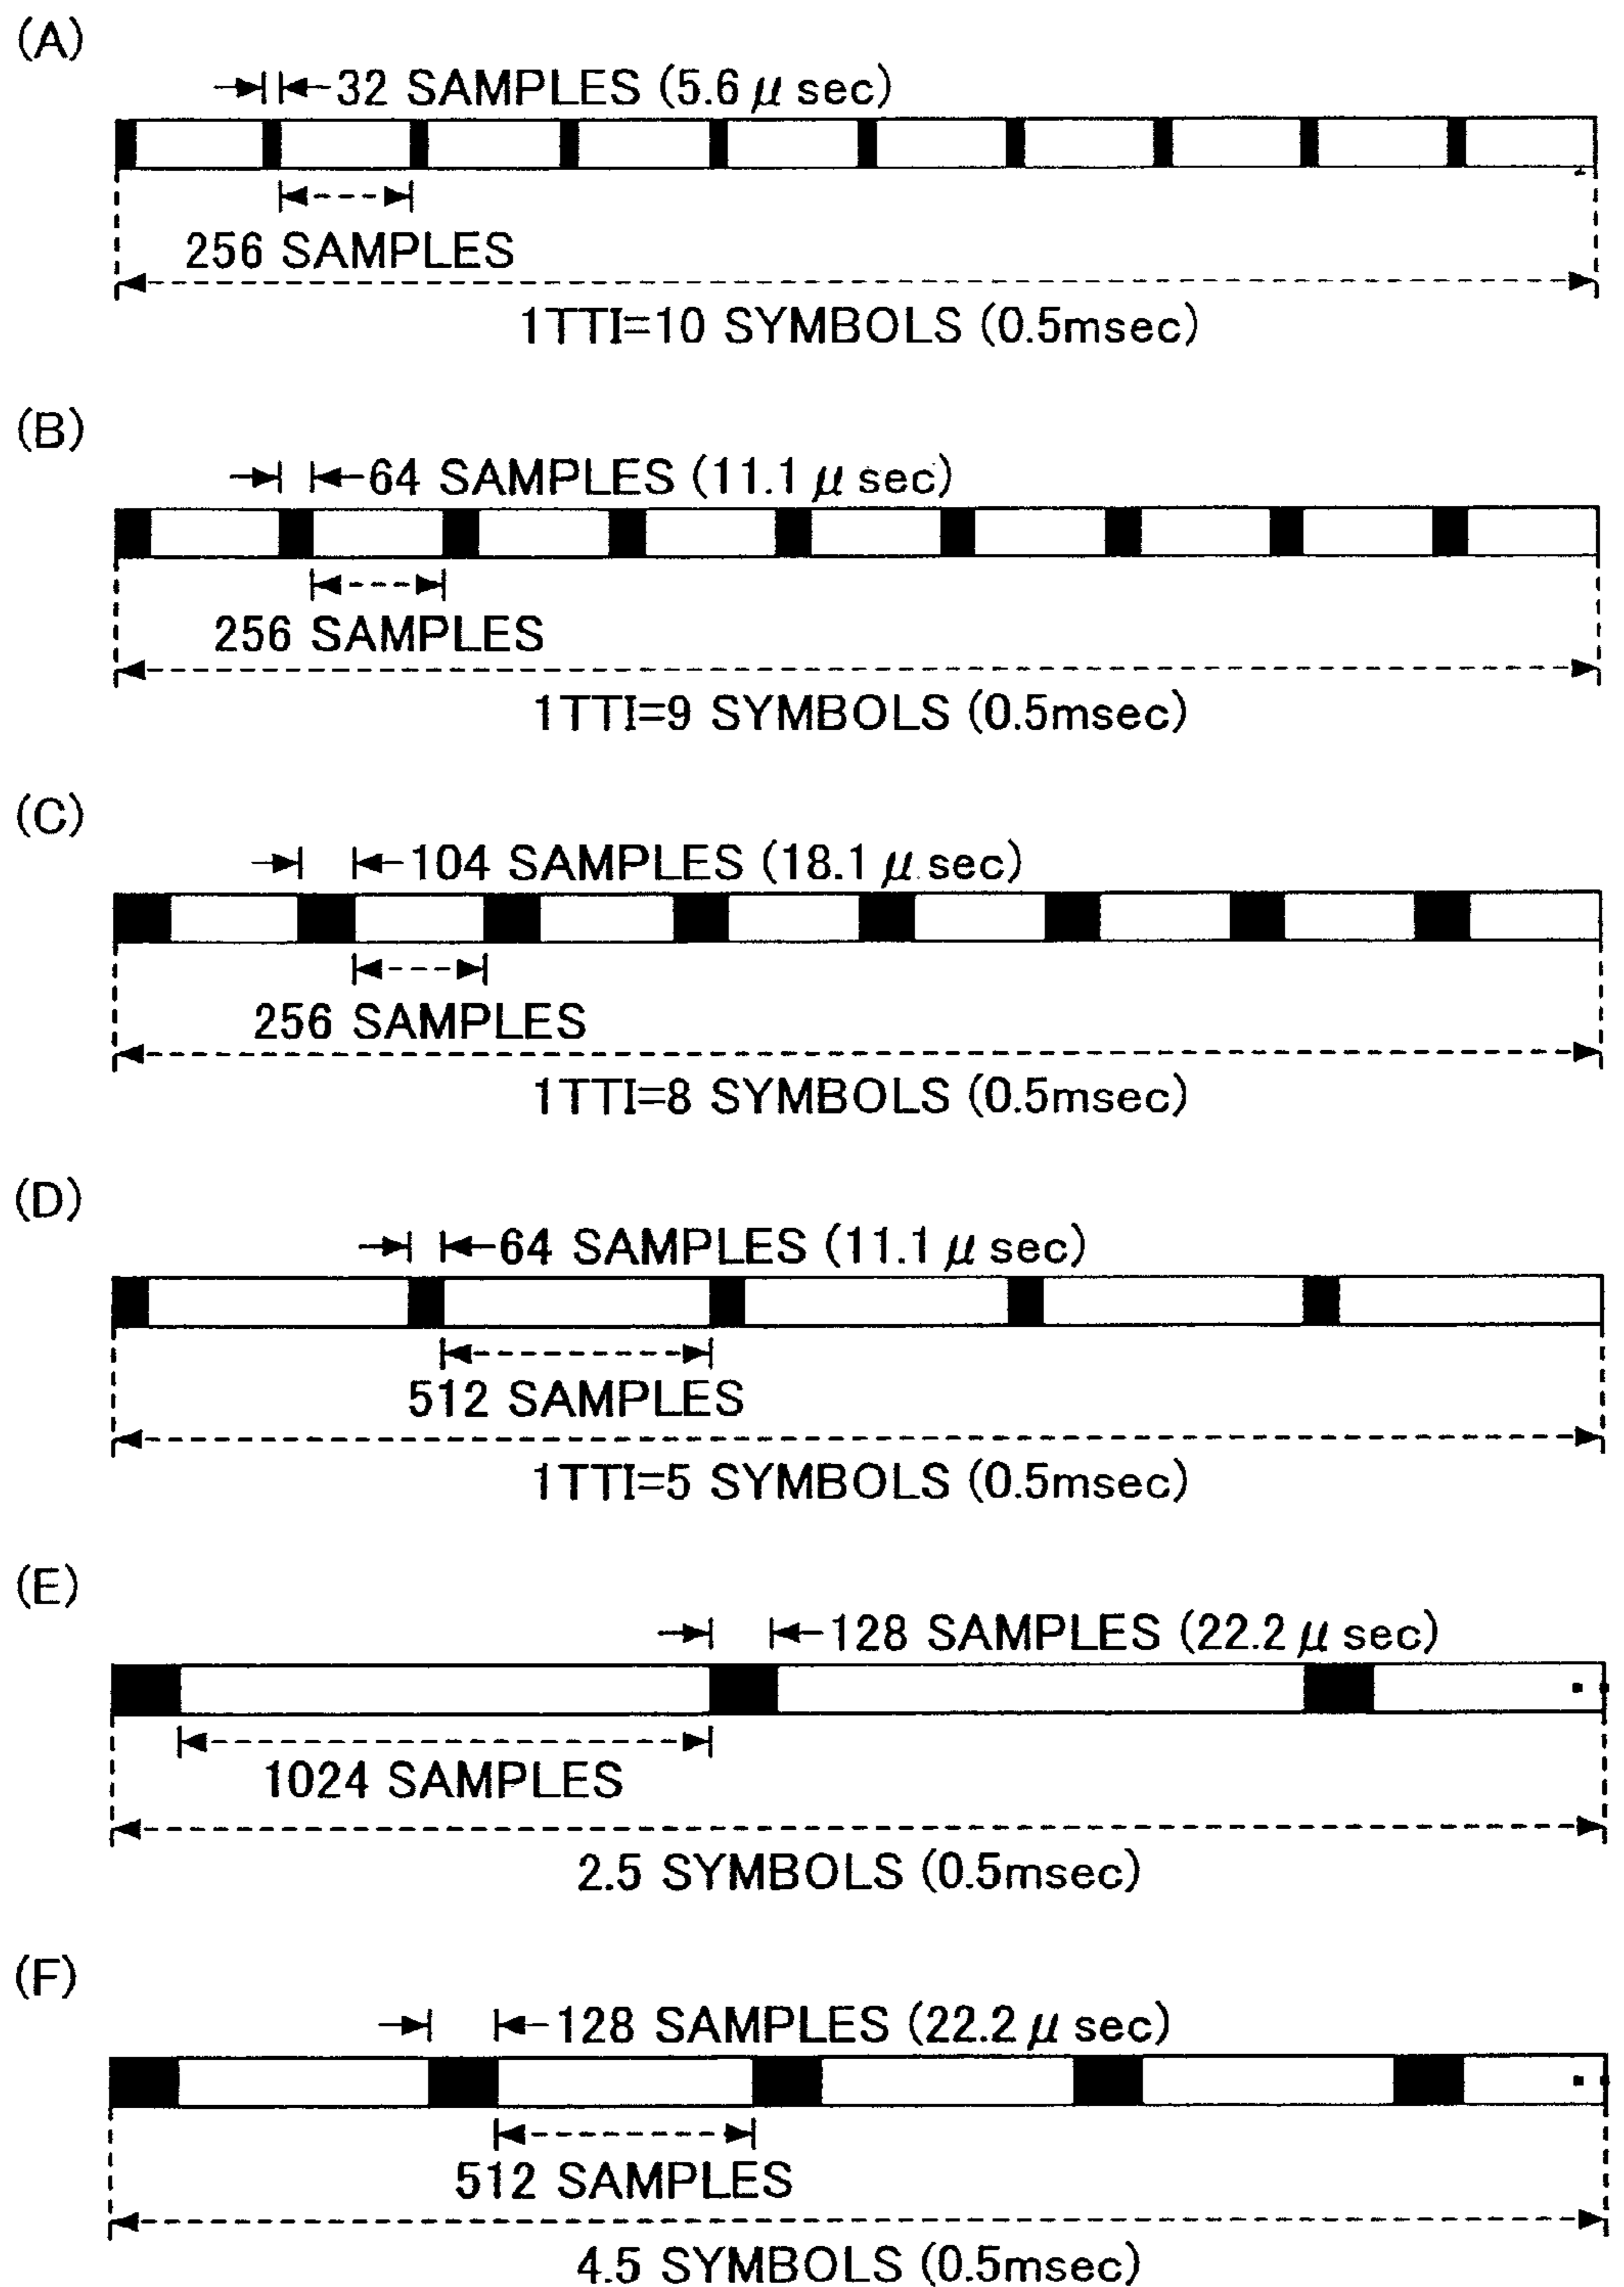 (A)
32 SAMPLES (5.6 μ sec)
256 SAMPLES
1TTI=10 SYMBOLS (0.5msec)
(B)
64 SAMPLES (11.1 μ sec)
256 SAMPLES
1TTI=9 SYMBOLS (0.5msec)
(C)
104 SAMPLES (18.1 μ sec)
256 SAMPLES
1TTI=8 SYMBOLS (0.5msec)
(D)
64 SAMPLES (11.1 μ sec)
512 SAMPLES
1TTI=5 SYMBOLS (0.5msec)
(E)
128 SAMPLES (22.2 μ sec)
1024 SAMPLES
2.5 SYMBOLS (0.5msec)
(F)
128 SAMPLES (22.2 μ sec)
512 SAMPLES
4.5 SYMBOLS (0.5msec)